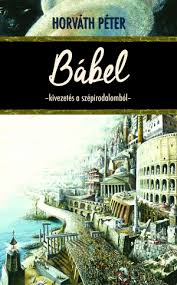 HORVÁTH PÉTER
Bábel
-kivezetés a szépirodalomból-